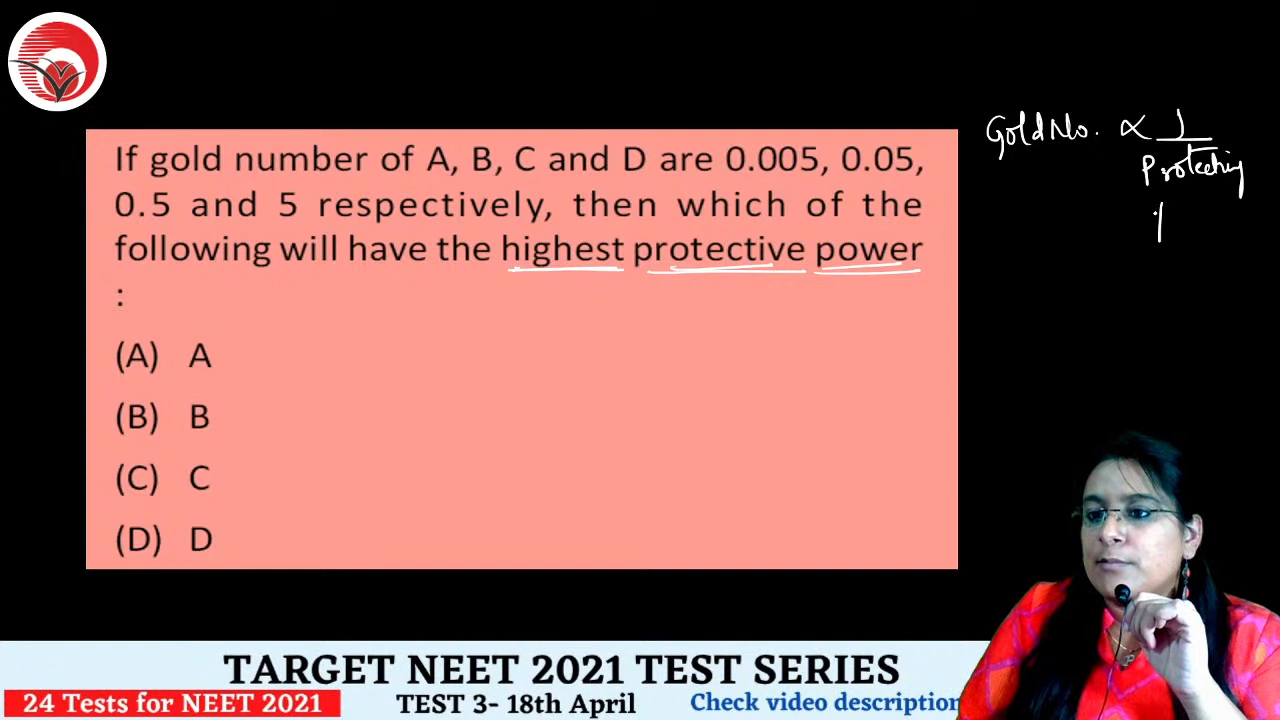 Gold No. ∝ 1
Protecting
If gold number of A, B, C and D are 0.005, 0.05,
0.5 and 5 respectively, then which of the
following will have the highest protective power
:
(A) A
(B) B
(C) C
(D) D
TARGET NEET 2021 TEST SERIES
24 Tests for NEET 2021
TEST 3- 18th April
Check video description